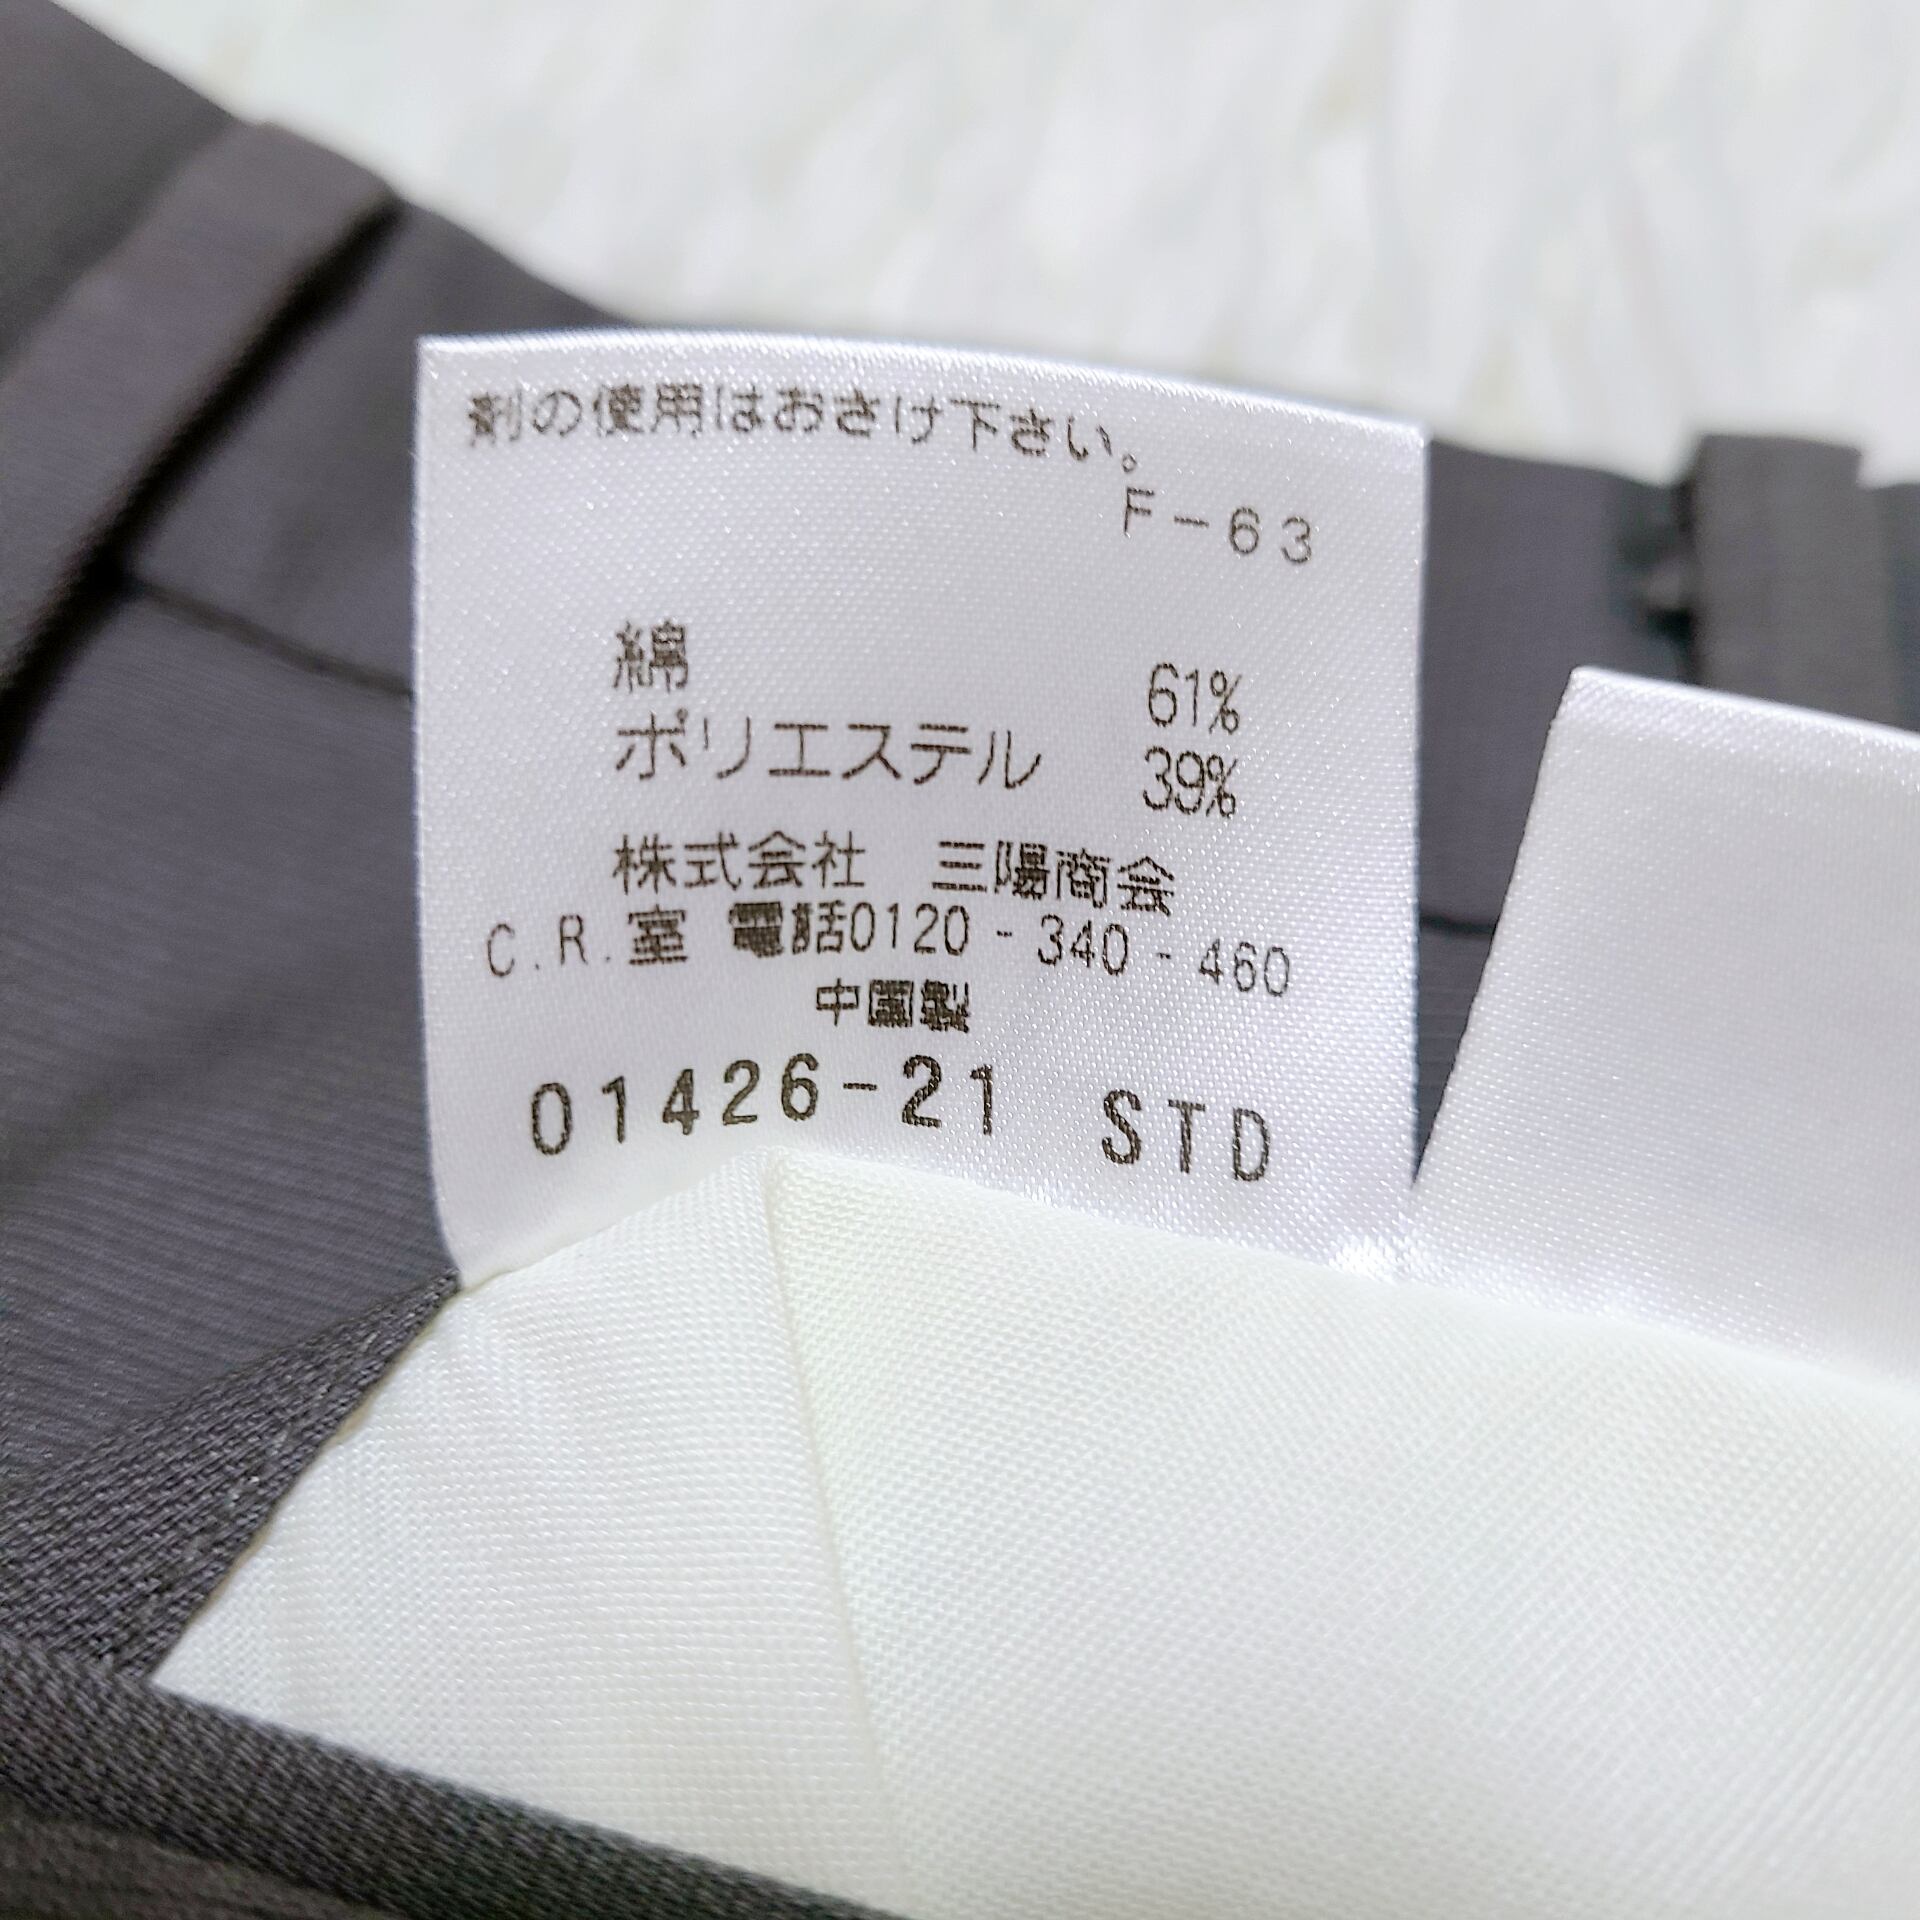 剤の使用はおさけ下さい。
F-63
綿 61%
ポリエステル 39%
株式会社 三陽商会
C.R.室 電話0120-340-460
中国製
01426-21 STD